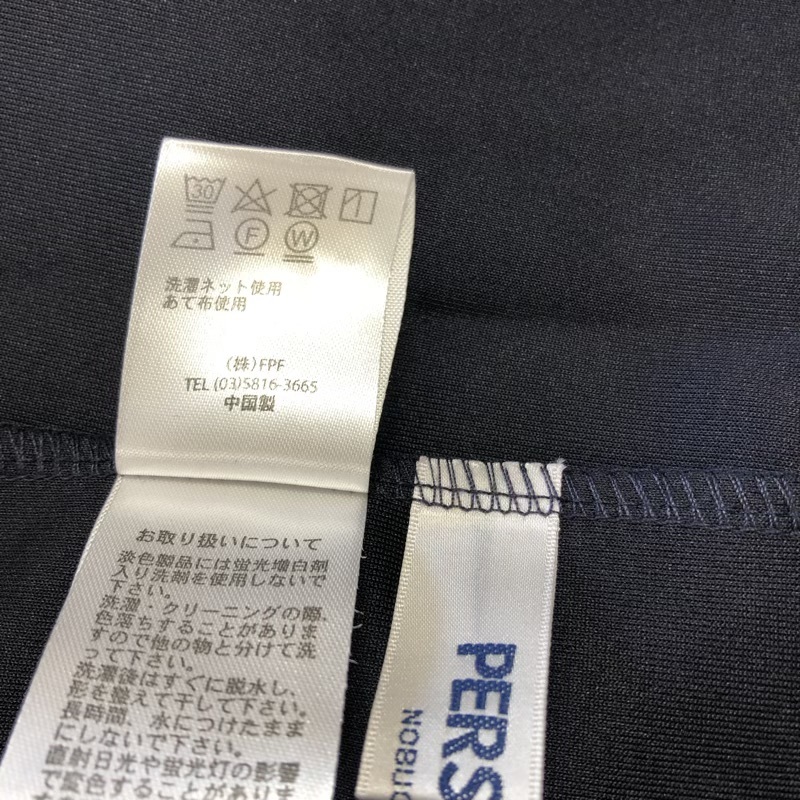 30
1
F
W
洗濯ネット使用
あて布使用
(株)FPF
TEL (03)5816-3665
中国製
お取り扱いについて
淡色製品には蛍光増白剤
入り洗剤を使用しないで
下さい。
洗濯・クリーニングの際、
色落ちすることがありま
すので他の物と分けて洗
って下さい。
洗濯後はすぐに脱水し、
形を整えて干して下さい。
長時間、水につけたまま
にしないで下さい。
直射日光や蛍光灯の影響
で変色することがありま
PERS
NOBUC